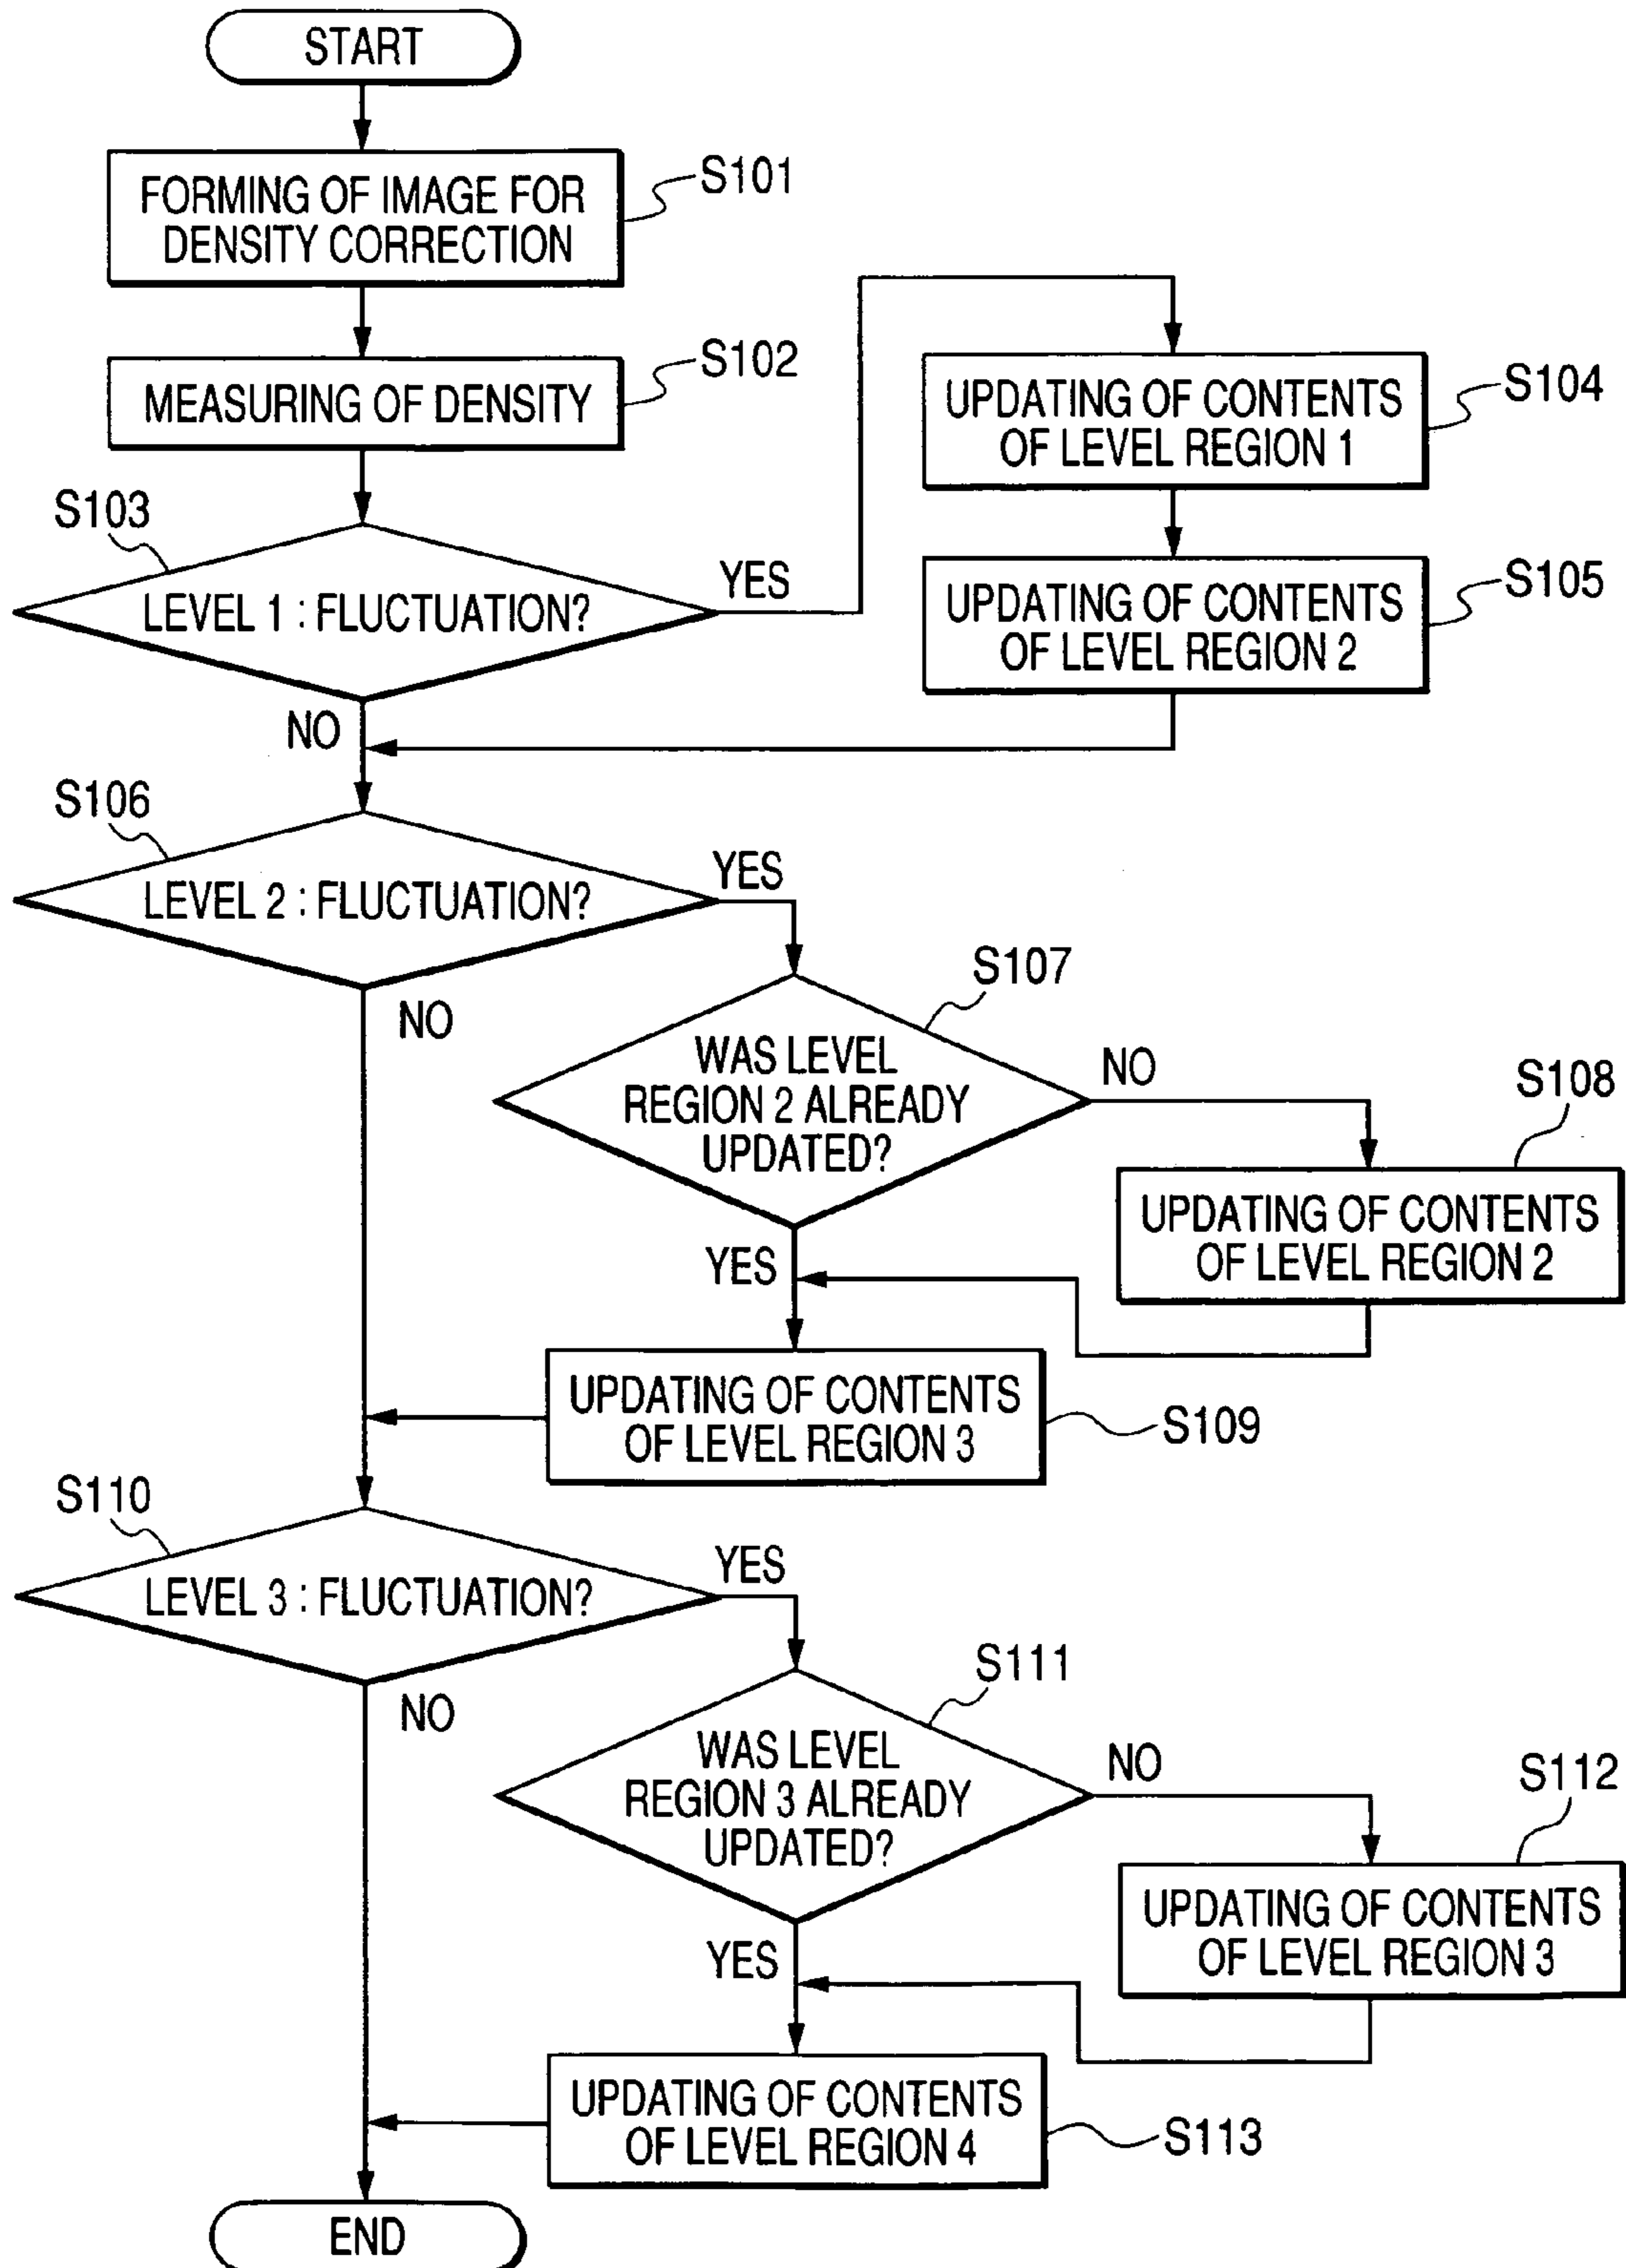 START
FORMING OF IMAGE FOR
DENSITY CORRECTION
S101
MEASURING OF DENSITY
S102
S103
LEVEL 1 : FLUCTUATION?
YES
NO
UPDATING OF CONTENTS
OF LEVEL REGION 1
S104
UPDATING OF CONTENTS
OF LEVEL REGION 2
S105
S106
LEVEL 2 : FLUCTUATION?
YES
NO
S107
WAS LEVEL
REGION 2 ALREADY
UPDATED?
NO
YES
S108
UPDATING OF CONTENTS
OF LEVEL REGION 2
UPDATING OF CONTENTS
OF LEVEL REGION 3
S109
S110
LEVEL 3 : FLUCTUATION?
YES
NO
S111
WAS LEVEL
REGION 3 ALREADY
UPDATED?
NO
YES
S112
UPDATING OF CONTENTS
OF LEVEL REGION 3
UPDATING OF CONTENTS
OF LEVEL REGION 4
S113
END